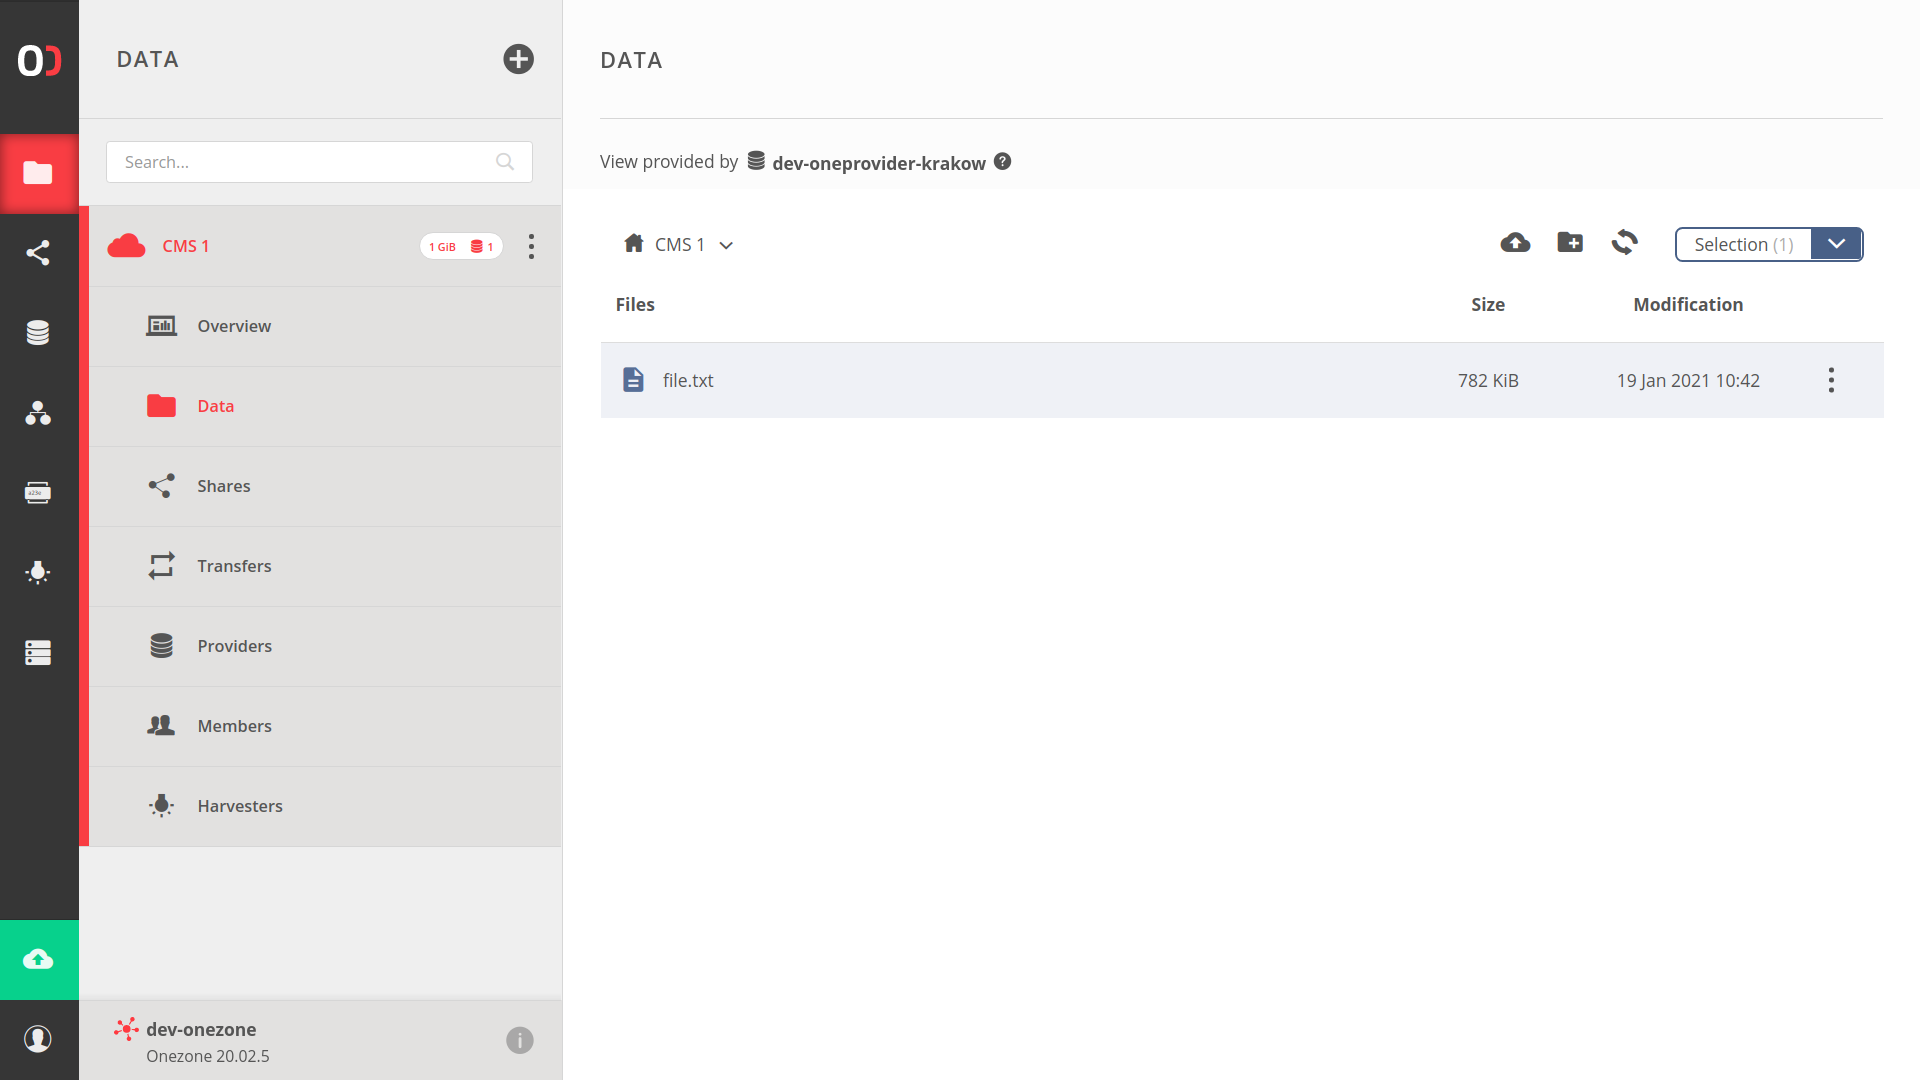 DATA
Search...
CMS 1
1 GiB 1
Overview
Data
Shares
Transfers
Providers
Members
Harvesters
dev-onezone
Onezone 20.02.5
DATA
View provided by dev-oneprovider-krakow
CMS 1
Selection (1)
Files Size Modification
file.txt 782 KiB 19 Jan 2021 10:42